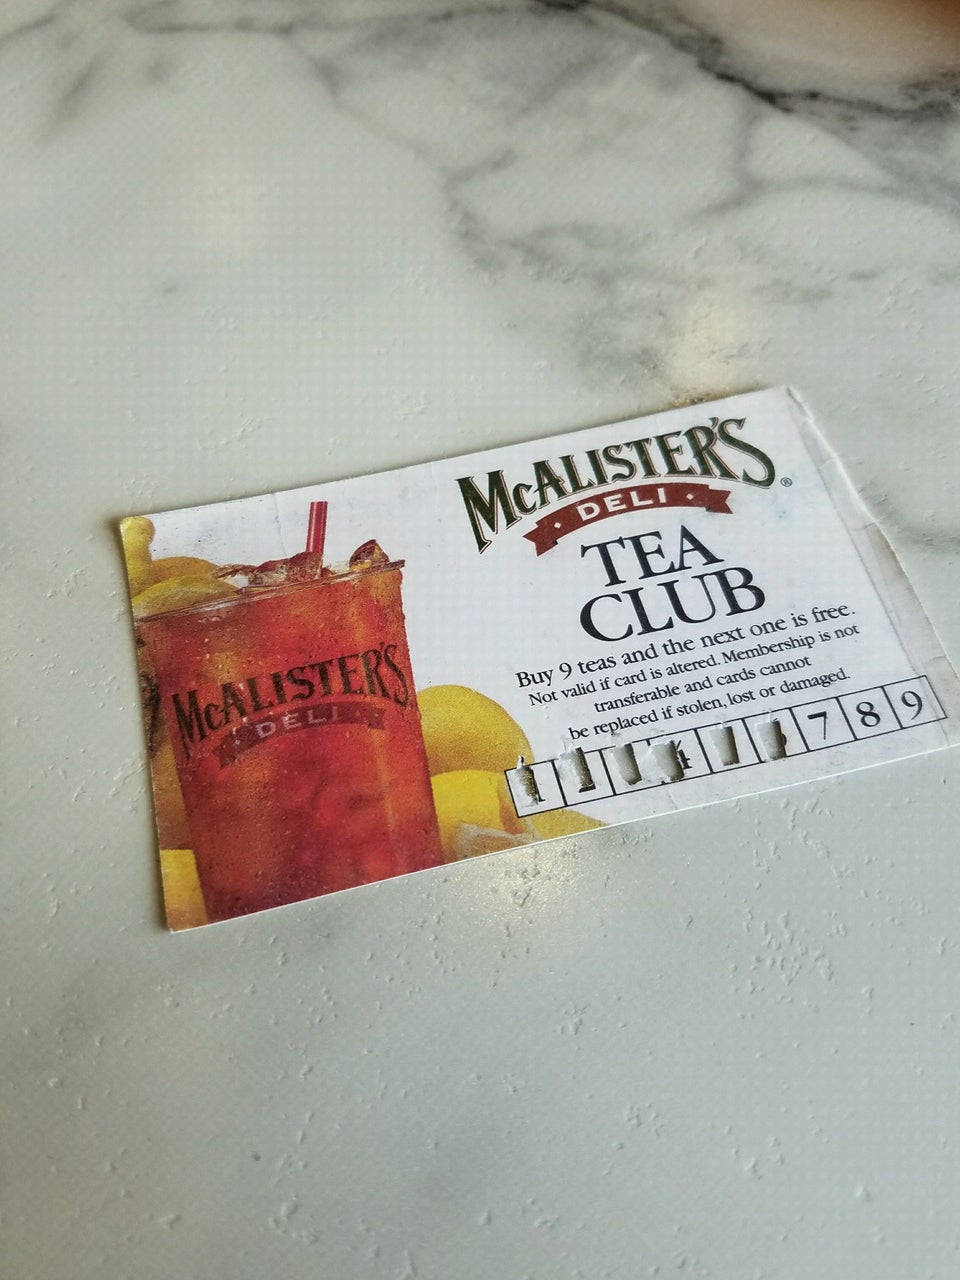 McALISTER'S®
DELI
TEA
CLUB
Buy 9 teas and the next one is free.
Not valid if card is altered. Membership is not
transferable and cards cannot
be replaced if stolen, lost or damaged.
7 8 9
McALISTER'S
DELI